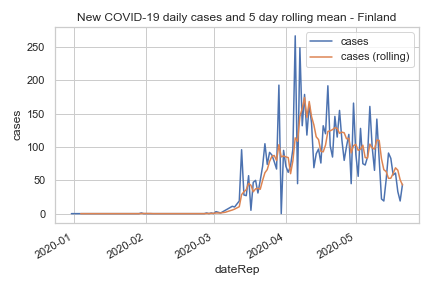 New COVID-19 daily cases and 5 day rolling mean - Finland
cases
cases (rolling)
250
200
150
100
50
0
cases
2020-01
2020-02
2020-03
2020-04
2020-05
dateRep